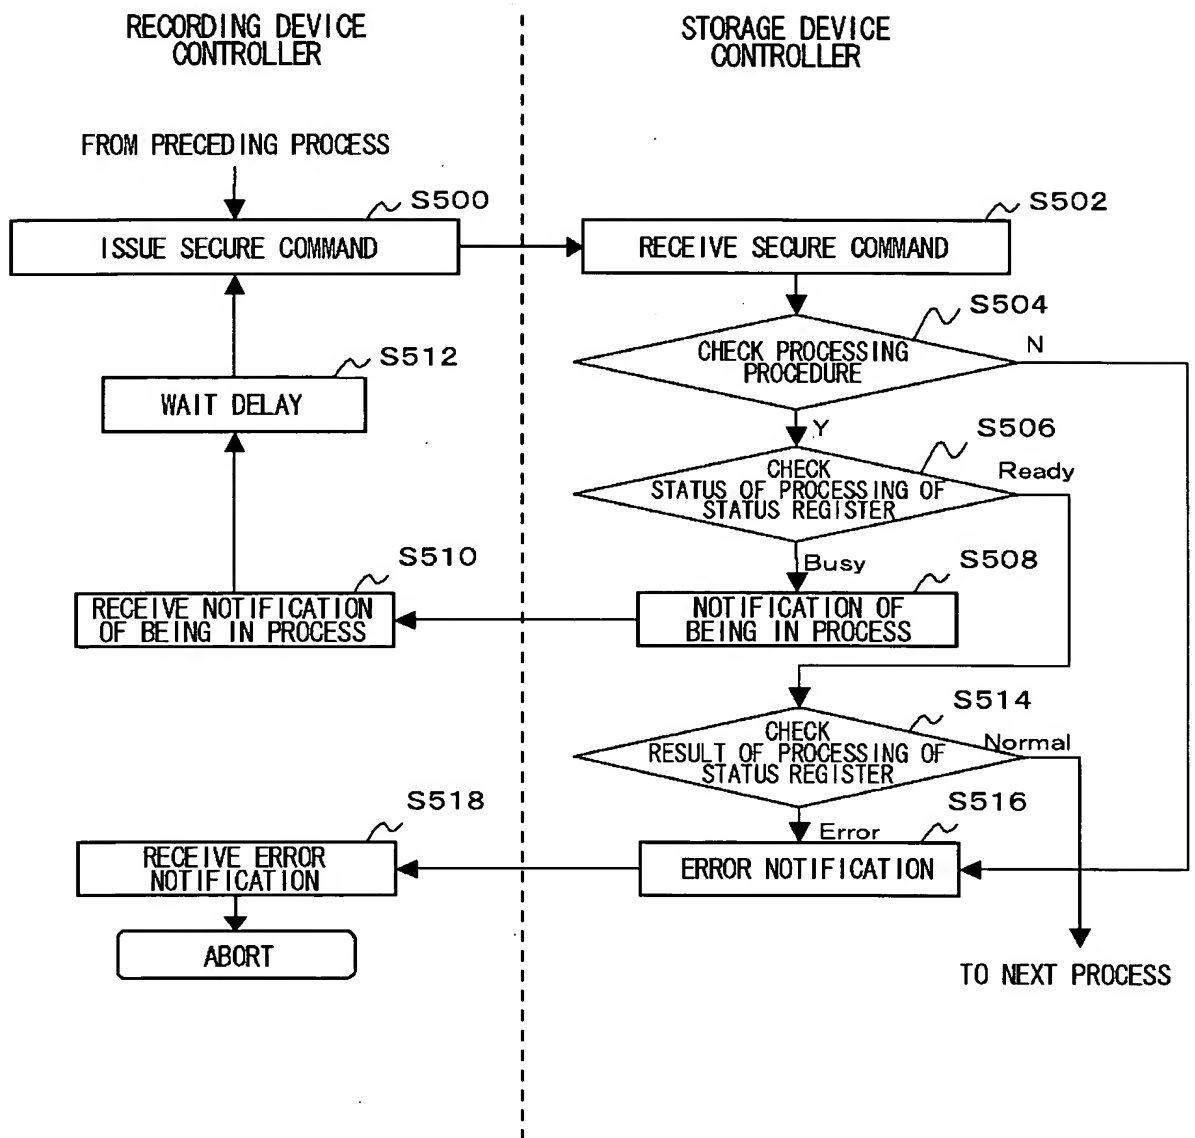 RECORDING DEVICE
CONTROLLER
STORAGE DEVICE
CONTROLLER
FROM PRECEDING PROCESS
S500
ISSUE SECURE COMMAND
S502
RECEIVE SECURE COMMAND
S504
CHECK PROCESSING
PROCEDURE
N
S512
WAIT DELAY
Y
S506
CHECK
STATUS OF PROCESSING OF
STATUS REGISTER
Ready
Busy
S508
NOTIFICATION OF
BEING IN PROCESS
S510
RECEIVE NOTIFICATION
OF BEING IN PROCESS
S514
CHECK
RESULT OF PROCESSING OF
STATUS REGISTER
Normal
Error
S516
ERROR NOTIFICATION
S518
RECEIVE ERROR
NOTIFICATION
ABORT
TO NEXT PROCESS